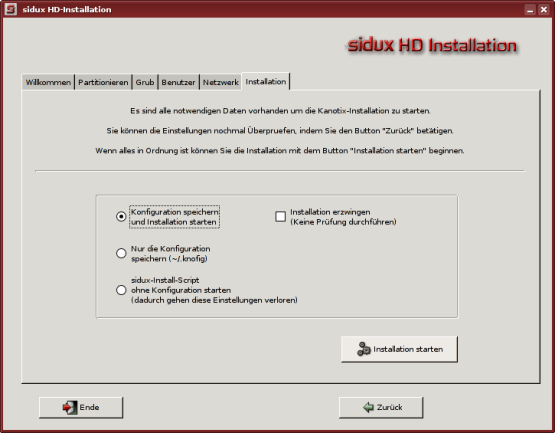 sidux HD-Installation
sidux HD Installation
Willkommen Partitionieren Grub Benutzer Netzwerk Installation
Es sind alle notwendigen Daten vorhanden um die Kanotix-Installation zu starten.
Sie können die Einstellungen nochmal Überpruefen, indem Sie den Button "Zurück" betätigen.
Wenn alles in Ordnung ist können Sie die Installation mit dem Button "Installation starten" beginnen.
Konfiguration speichern
und Installation starten
Installation erzwingen
(Keine Prüfung durchführen)
Nur die Konfiguration
speichern (~/.knofig)
sidux-Install-Script
ohne Konfiguration starten
(dadurch gehen diese Einstellungen verloren)
Installation starten
Ende
Zurück